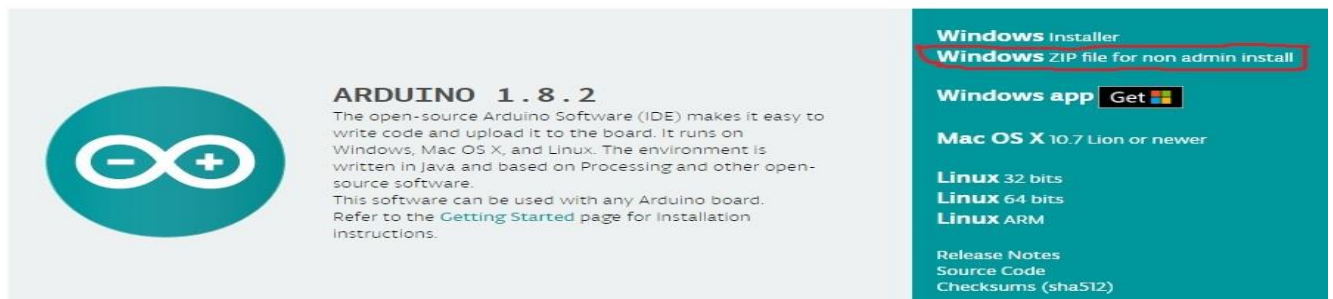 ARDUINO 1.8.2
The open-source Arduino Software (IDE) makes it easy to
write code and upload it to the board. It runs on
Windows, Mac OS X, and Linux. The environment is
written in Java and based on Processing and other open-
source software.
This software can be used with any Arduino board.
Refer to the Getting Started page for Installation
instructions.
Windows Installer
Windows ZIP file for non admin install
Windows app Get
Mac OS X 10.7 Lion or newer
Linux 32 bits
Linux 64 bits
Linux ARM
Release Notes
Source Code
Checksums (sha512)